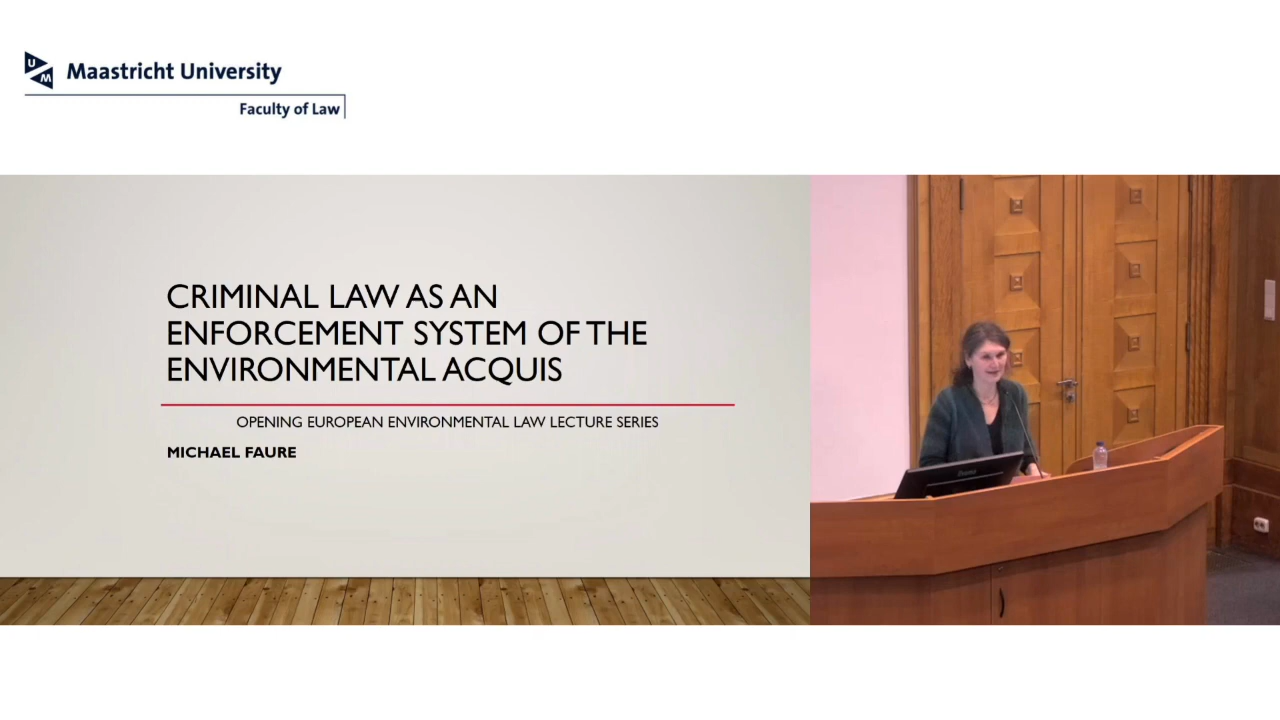 UM
Maastricht University
Faculty of Law
CRIMINAL LAW AS AN
ENFORCEMENT SYSTEM OF THE
ENVIRONMENTAL ACQUIS
OPENING EUROPEAN ENVIRONMENTAL LAW LECTURE SERIES
MICHAEL FAURE